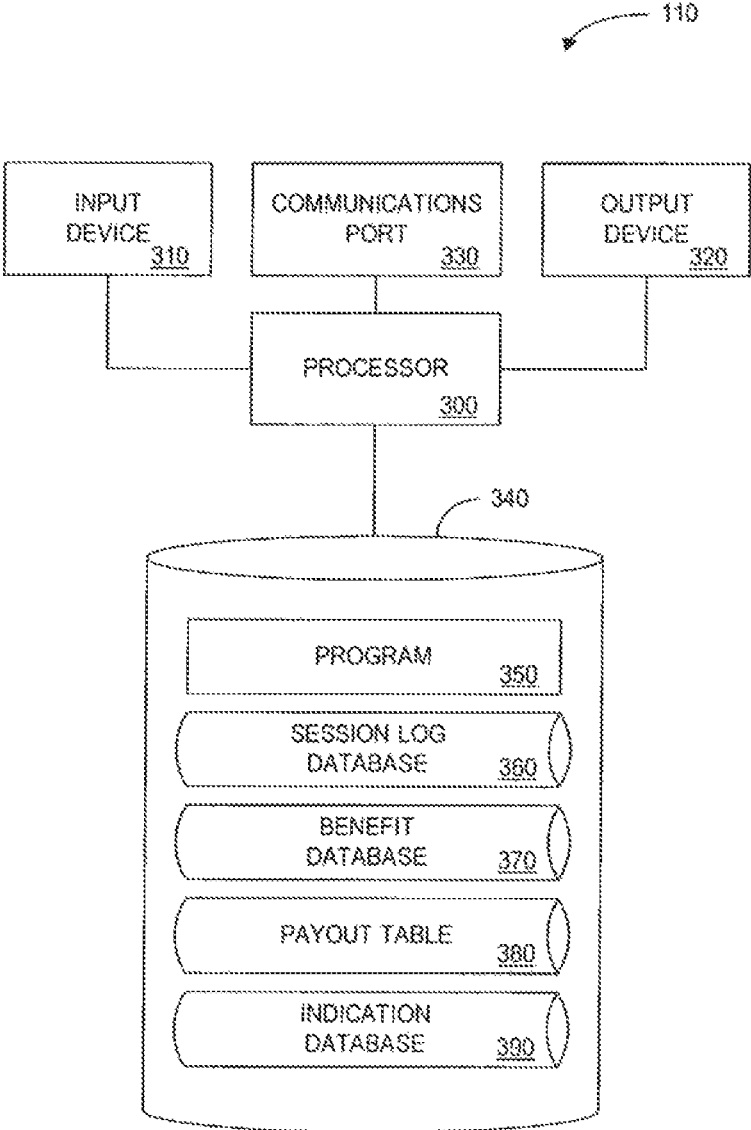 110
INPUT
DEVICE
310
COMMUNICATIONS
PORT
330
OUTPUT
DEVICE
320
PROCESSOR
300
340
PROGRAM
350
SESSION LOG
DATABASE
360
BENEFIT
DATABASE
370
PAYOUT TABLE
380
INDICATION
DATABASE
390